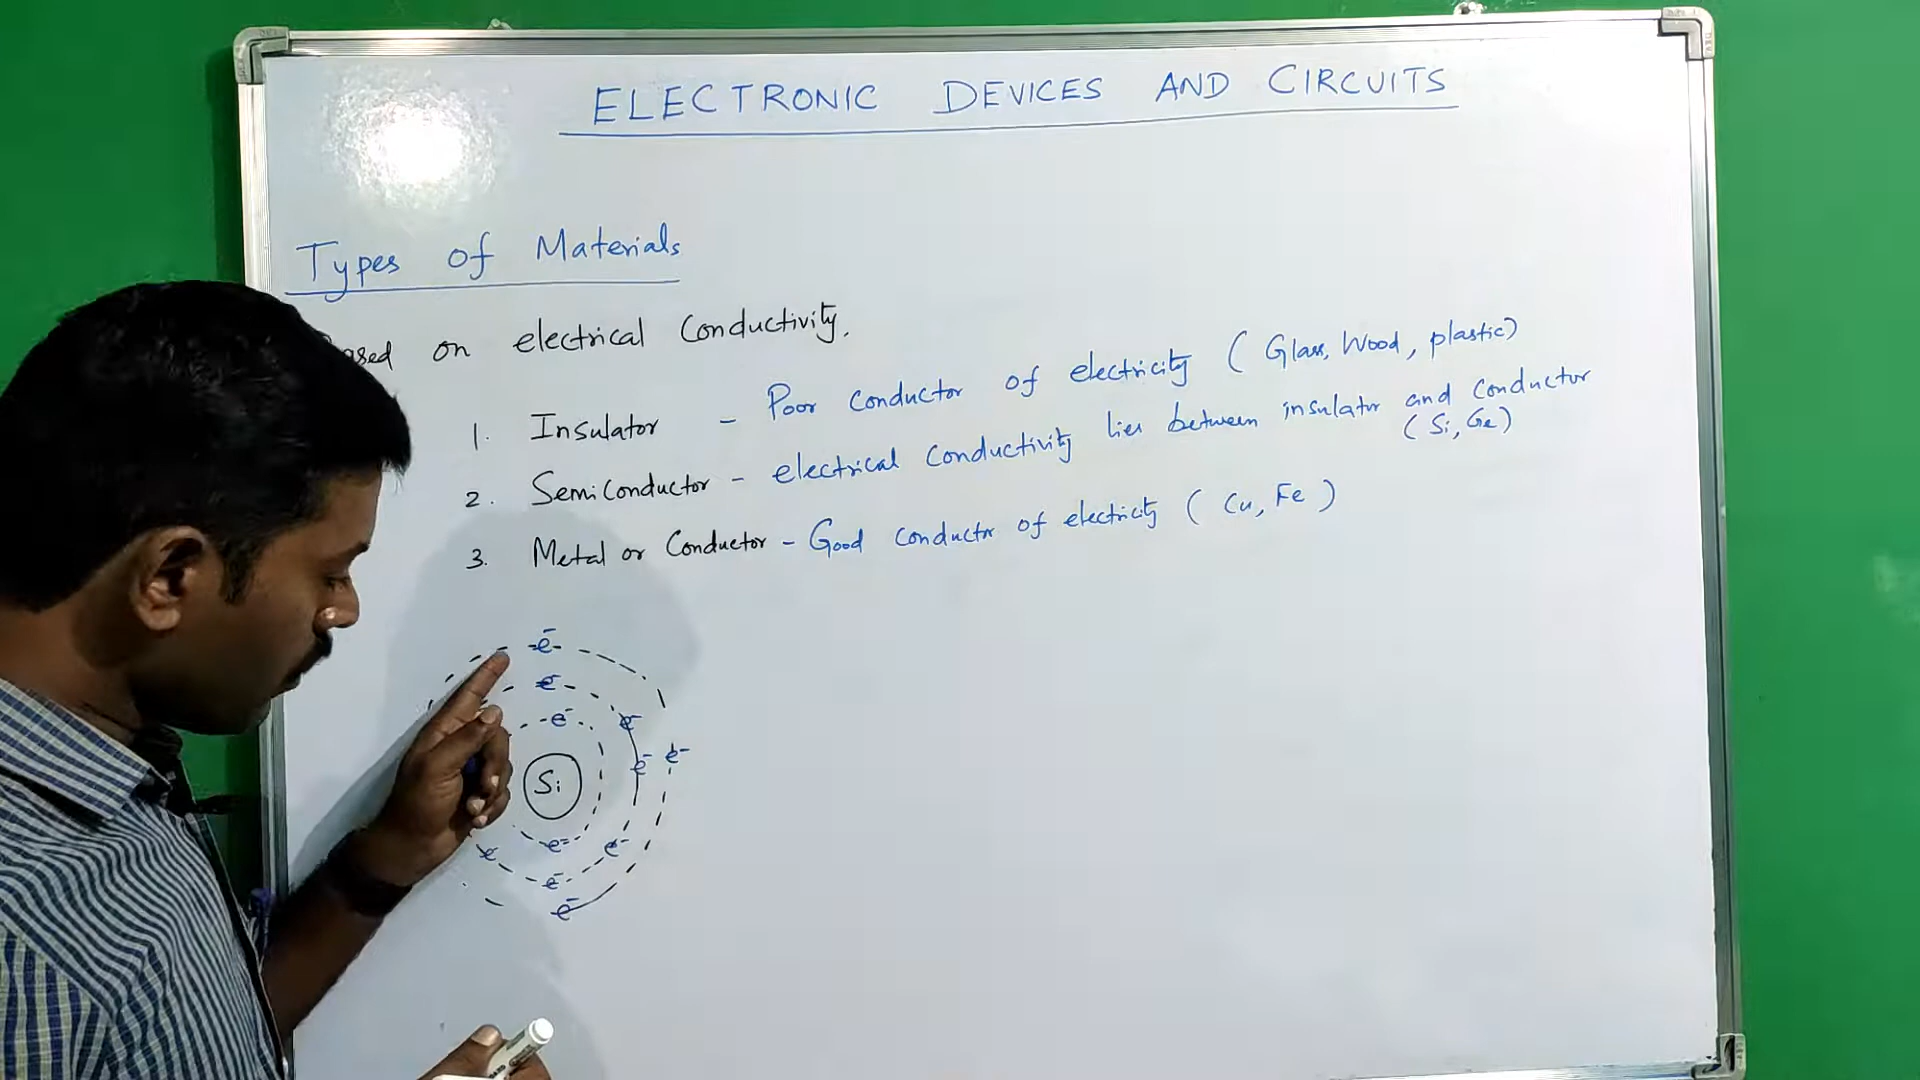 ELECTRONIC DEVICES AND CIRCUITS
Types of Materials
ased on electrical Conductivity.
1. Insulator - Poor conductor of electricity ( Glass, Wood, plastic)
2. Semiconductor - electrical conductivity lies between insulator and conductor
( Si, Ge )
3. Metal or Conductor - Good conductor of electricity ( Cu, Fe )
e-
e-
e-
e-
e- e-
Si
e-
e e-
e-
e-